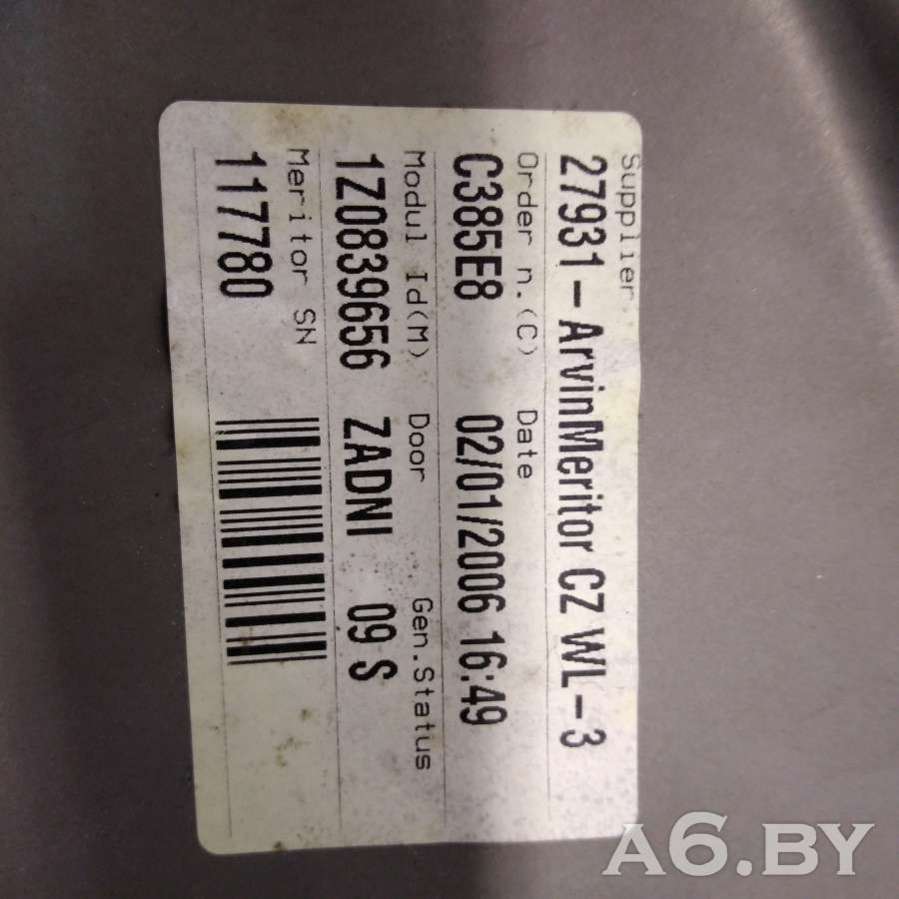 Supplier
27931-ArvinMeritor CZ WL-3
Order n.(C) Date
C385E8 02/01/2006 16:49
Modul Id(M) Door Gen.Status
1Z0839656 ZADNI 09 S
Meritor SN
117780
A6.BY